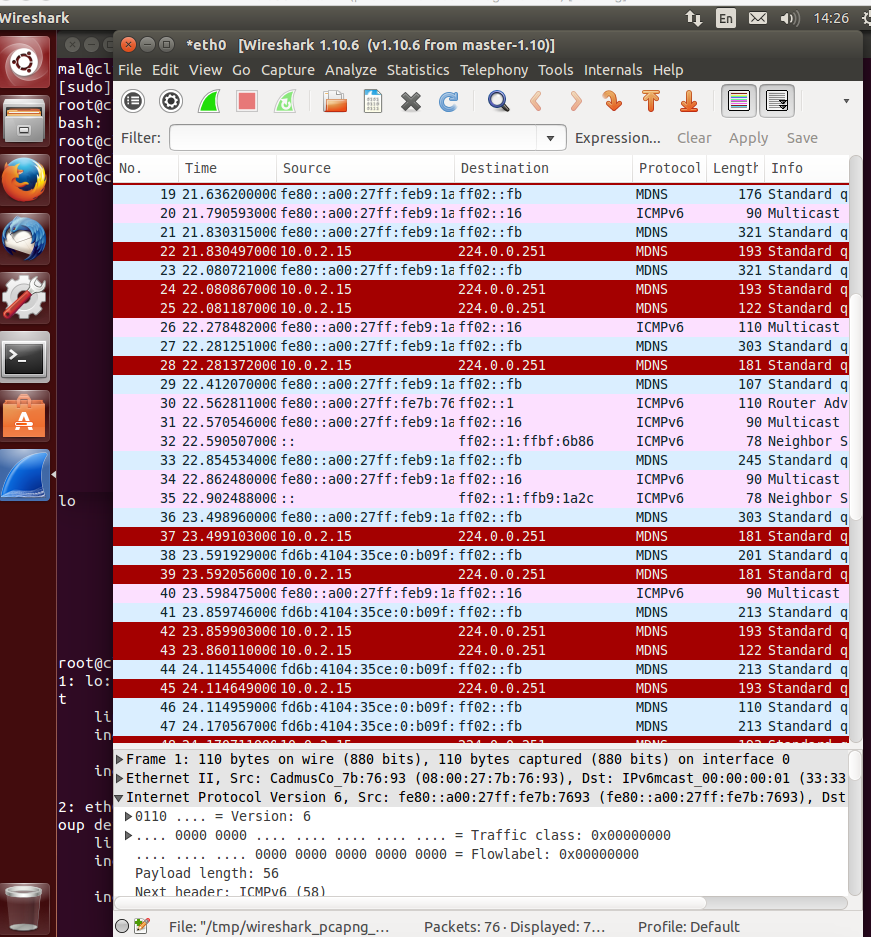 Wireshark
En
14:26
*eth0 [Wireshark 1.10.6 (v1.10.6 from master-1.10)]
File Edit View Go Capture Analyze Statistics Telephony Tools Internals Help
Filter: Expression... Clear Apply Save
No. Time Source Destination Protocol Length Info
19 21.636200000 fe80::a00:27ff:feb9:1a ff02::fb MDNS 176 Standard q
20 21.790593000 fe80::a00:27ff:feb9:1a ff02::16 ICMPv6 90 Multicast
21 21.830315000 fe80::a00:27ff:feb9:1a ff02::fb MDNS 321 Standard q
22 21.830497000 10.0.2.15 224.0.0.251 MDNS 193 Standard q
23 22.080721000 fe80::a00:27ff:feb9:1a ff02::fb MDNS 321 Standard q
24 22.080867000 10.0.2.15 224.0.0.251 MDNS 193 Standard q
25 22.081187000 10.0.2.15 224.0.0.251 MDNS 122 Standard q
26 22.278482000 fe80::a00:27ff:feb9:1a ff02::16 ICMPv6 110 Multicast
27 22.281251000 fe80::a00:27ff:feb9:1a ff02::fb MDNS 303 Standard q
28 22.281372000 10.0.2.15 224.0.0.251 MDNS 181 Standard q
29 22.412070000 fe80::a00:27ff:feb9:1a ff02::fb MDNS 107 Standard q
30 22.562811000 fe80::a00:27ff:fe7b:76 ff02::1 ICMPv6 110 Router Adv
31 22.570546000 fe80::a00:27ff:feb9:1a ff02::16 ICMPv6 90 Multicast
32 22.590507000 :: ff02::1:ffbf:6b86 ICMPv6 78 Neighbor S
33 22.854534000 fe80::a00:27ff:feb9:1a ff02::fb MDNS 245 Standard q
34 22.862480000 fe80::a00:27ff:feb9:1a ff02::16 ICMPv6 90 Multicast
35 22.902488000 :: ff02::1:ffb9:1a2c ICMPv6 78 Neighbor S
36 23.498960000 fe80::a00:27ff:feb9:1a ff02::fb MDNS 303 Standard q
37 23.499103000 10.0.2.15 224.0.0.251 MDNS 181 Standard q
38 23.591929000 fd6b:4104:35ce:0:b09f: ff02::fb MDNS 201 Standard q
39 23.592056000 10.0.2.15 224.0.0.251 MDNS 181 Standard q
40 23.598475000 fe80::a00:27ff:feb9:1a ff02::16 ICMPv6 90 Multicast
41 23.859746000 fd6b:4104:35ce:0:b09f: ff02::fb MDNS 213 Standard q
42 23.859903000 10.0.2.15 224.0.0.251 MDNS 193 Standard q
43 23.860110000 10.0.2.15 224.0.0.251 MDNS 122 Standard q
44 24.114554000 fd6b:4104:35ce:0:b09f: ff02::fb MDNS 213 Standard q
45 24.114649000 10.0.2.15 224.0.0.251 MDNS 193 Standard q
46 24.114959000 fd6b:4104:35ce:0:b09f: ff02::fb MDNS 110 Standard q
47 24.170567000 fd6b:4104:35ce:0:b09f: ff02::fb MDNS 213 Standard q
Frame 1: 110 bytes on wire (880 bits), 110 bytes captured (880 bits) on interface 0
Ethernet II, Src: CadmusCo_7b:76:93 (08:00:27:7b:76:93), Dst: IPv6mcast_00:00:00:01 (33:33
Internet Protocol Version 6, Src: fe80::a00:27ff:fe7b:7693 (fe80::a00:27ff:fe7b:7693), Dst
0110 .... = Version: 6
.... 0000 0000 .... .... .... .... .... = Traffic class: 0x00000000
.... .... .... 0000 0000 0000 0000 0000 = Flowlabel: 0x00000000
Payload length: 56
Next header: ICMPv6 (58)
File: "/tmp/wireshark_pcapng_... Packets: 76 · Displayed: 7... Profile: Default
mal@cl
[sudo]
root@c
bash:
root@c
root@c
root@c
lo
root@c
1: lo:
t
li
in
in
2: eth
oup de
li
in
in